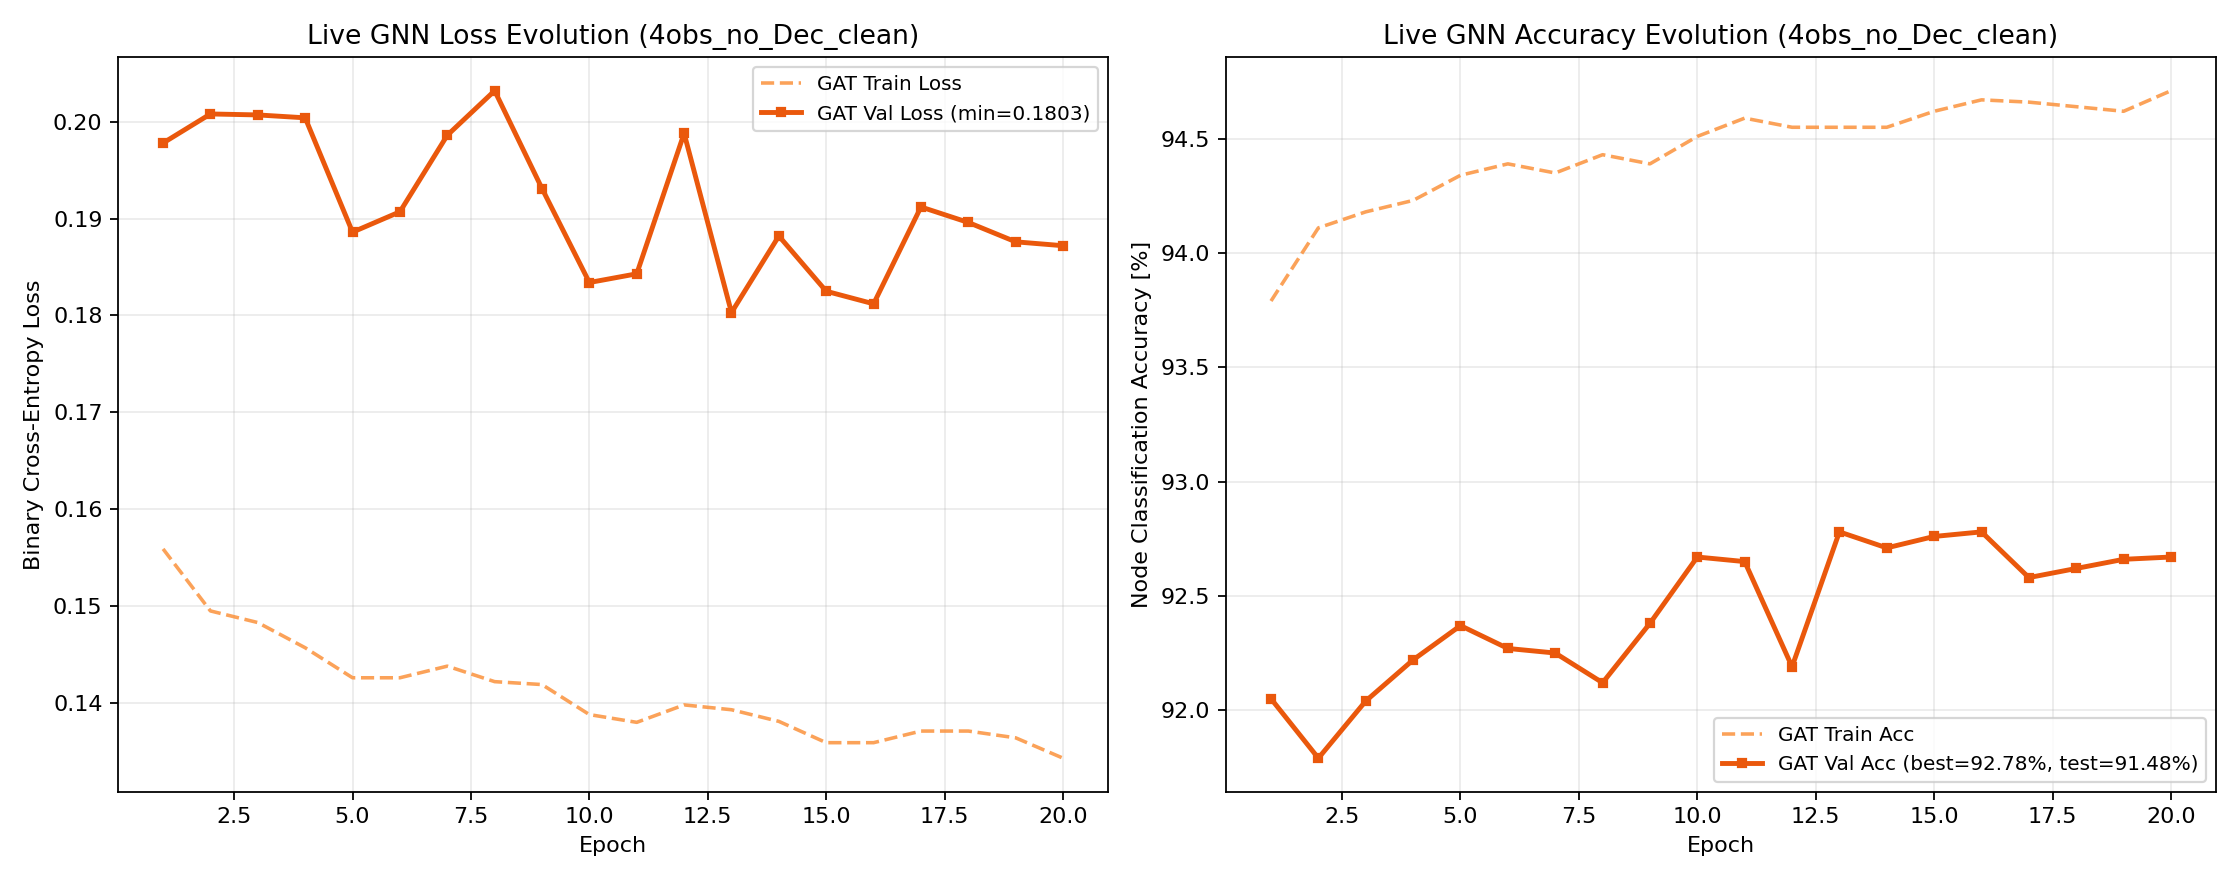 Live GNN Loss Evolution (4obs_no_Dec_clean)
GAT Train Loss
GAT Val Loss (min=0.1803)
Binary Cross-Entropy Loss
0.20
0.19
0.18
0.17
0.16
0.15
0.14
2.5 5.0 7.5 10.0 12.5 15.0 17.5 20.0
Epoch
Live GNN Accuracy Evolution (4obs_no_Dec_clean)
Node Classification Accuracy [%]
94.5
94.0
93.5
93.0
92.5
92.0
GAT Train Acc
GAT Val Acc (best=92.78%, test=91.48%)
2.5 5.0 7.5 10.0 12.5 15.0 17.5 20.0
Epoch